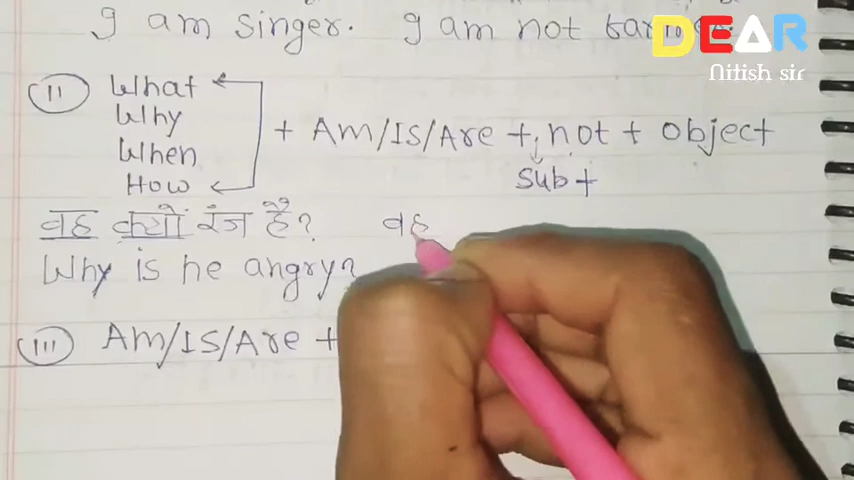 I am singer. I am not
DEAR
Nitish sir
(II) What
Why
When
How
+ Am/Is/Are + not + object
Sub +
वह क्यों रंज है? वह
Why is he angry?
(III) Am/Is/Are +